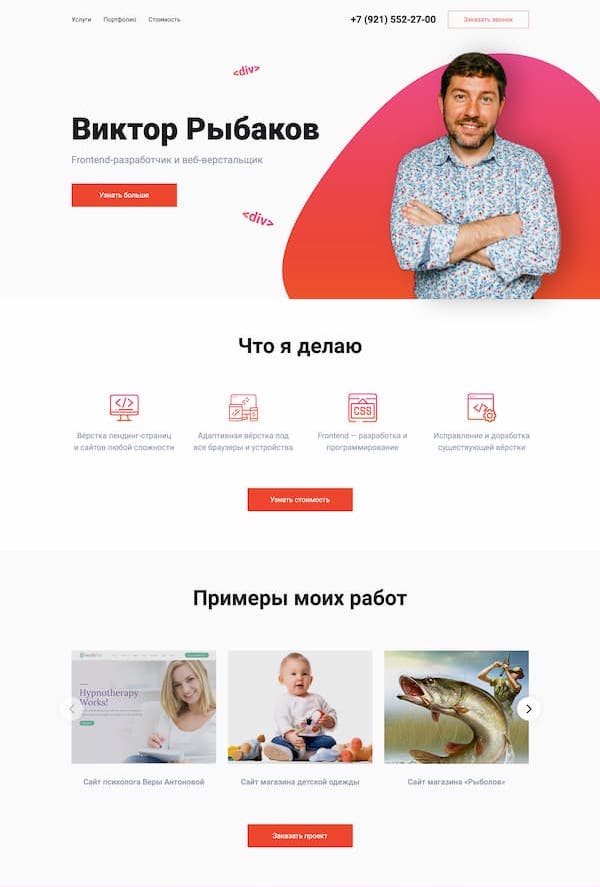 Услуги Портфолио Стоимость +7 (921) 552-27-00 Заказать звонок
<div>
Виктор Рыбаков
Frontend-разработчик и веб-верстальщик
Узнать больше
<div>
Что я делаю
</>
CSS
</>
Вёрстка лендинг-страниц
и сайтов любой сложности
Адаптивная вёрстка под
все браузеры и устройства
Frontend — разработка и
программирование
Исправление и доработка
существующей вёрстки
Узнать стоимость
Примеры моих работ
Hypnotherapy
Works!
Сайт психолога Веры Антоновой
Сайт магазина детской одежды
Сайт магазина «Рыболов»
Заказать проект